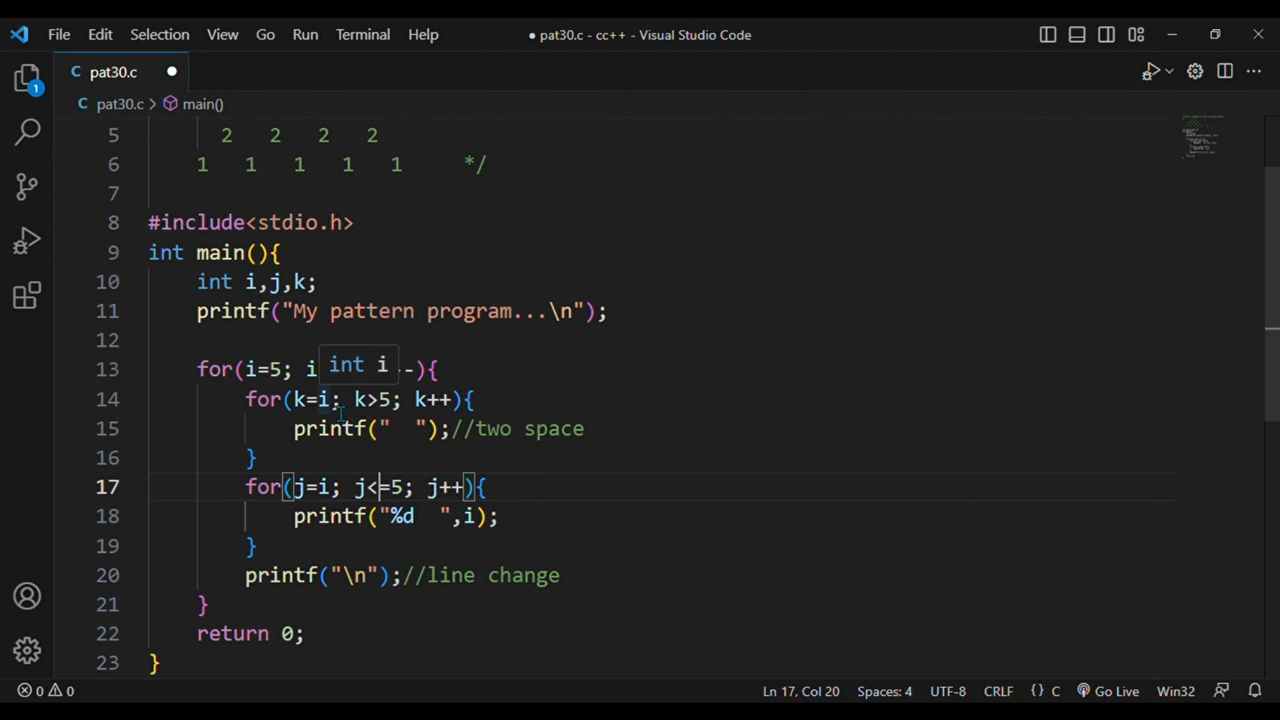 File Edit Selection View Go Run Terminal Help ● pat30.c - cc++ - Visual Studio Code
C pat30.c ●
1
C pat30.c > main()
5 2 2 2 2
6 1 1 1 1 1 */
7
8 #include<stdio.h>
9 int main(){
10 int i,j,k;
11 printf("My pattern program...\n");
12
int i
13 for(i=5; i -){
14 for(k=i; k>5; k++){
15 printf("  ");//two space
16 }
17 for(j=i; j<=5; j++){
18 printf("%d  ",i);
19 }
20 printf("\n");//line change
21 }
22 return 0;
23 }
0 0 Ln 17, Col 20 Spaces: 4 UTF-8 CRLF {} C Go Live Win32